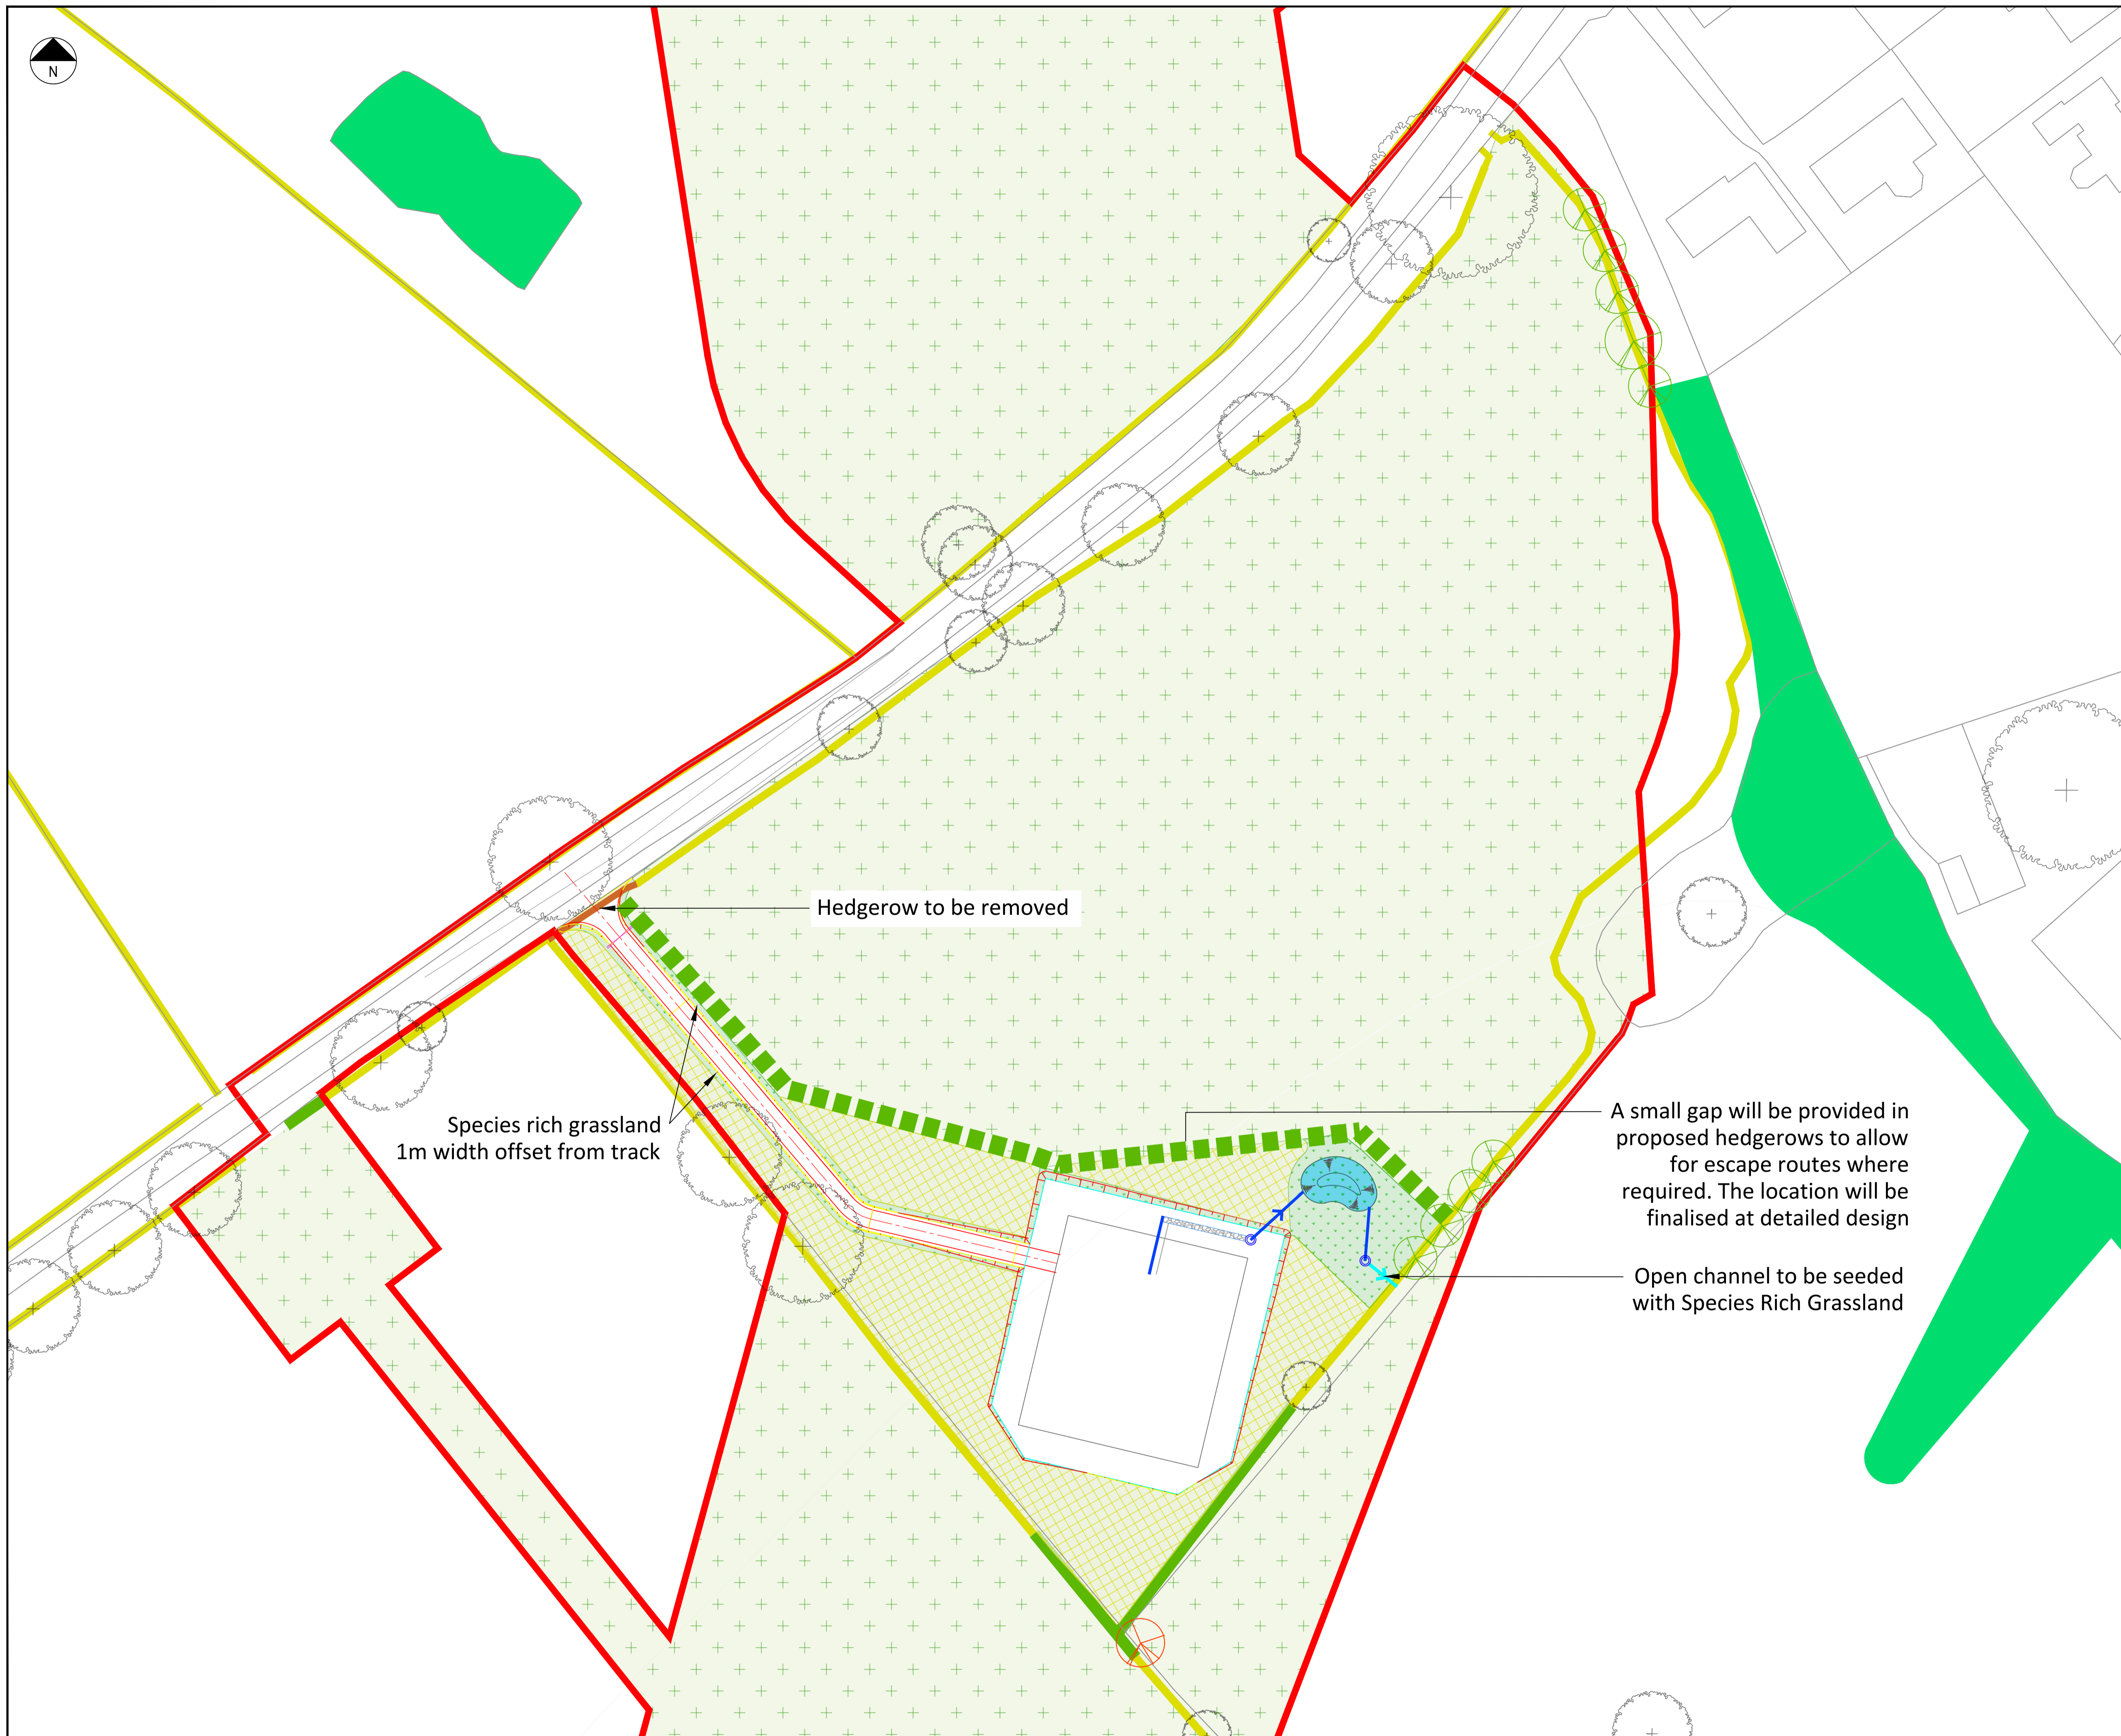 N
Hedgerow to be removed
Species rich grassland
1m width offset from track
A small gap will be provided in
proposed hedgerows to allow
for escape routes where
required. The location will be
finalised at detailed design
Open channel to be seeded
with Species Rich Grassland